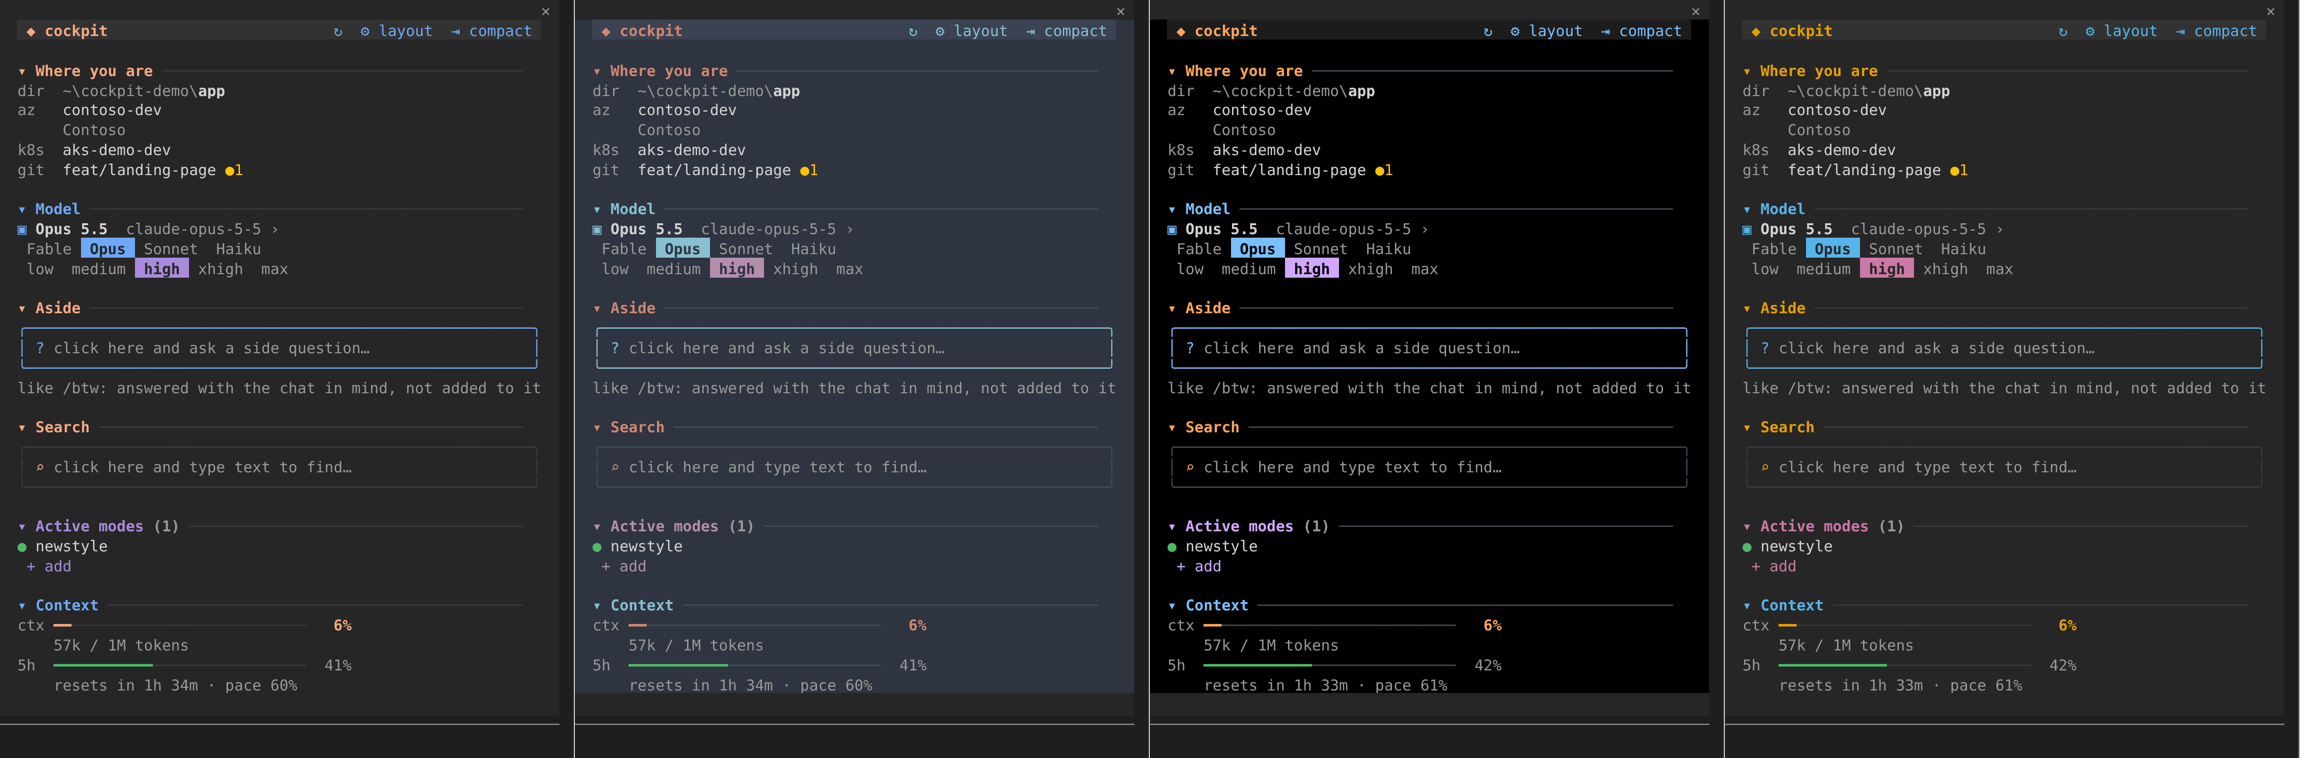 ×
◆ cockpit ↻ ⚙ layout ⇥ compact
▾ Where you are
dir ~\cockpit-demo\app
az contoso-dev
Contoso
k8s aks-demo-dev
git feat/landing-page ●1
▾ Model
▣ Opus 5.5 claude-opus-5-5 ›
Fable Opus Sonnet Haiku
low medium high xhigh max
▾ Aside
? click here and ask a side question…
like /btw: answered with the chat in mind, not added to it
▾ Search
⌕ click here and type text to find…
▾ Active modes (1)
● newstyle
+ add
▾ Context
ctx 6%
57k / 1M tokens
5h 41%
resets in 1h 34m · pace 60%
×
◆ cockpit ↻ ⚙ layout ⇥ compact
▾ Where you are
dir ~\cockpit-demo\app
az contoso-dev
Contoso
k8s aks-demo-dev
git feat/landing-page ●1
▾ Model
▣ Opus 5.5 claude-opus-5-5 ›
Fable Opus Sonnet Haiku
low medium high xhigh max
▾ Aside
? click here and ask a side question…
like /btw: answered with the chat in mind, not added to it
▾ Search
⌕ click here and type text to find…
▾ Active modes (1)
● newstyle
+ add
▾ Context
ctx 6%
57k / 1M tokens
5h 41%
resets in 1h 34m · pace 60%
×
◆ cockpit ↻ ⚙ layout ⇥ compact
▾ Where you are
dir ~\cockpit-demo\app
az contoso-dev
Contoso
k8s aks-demo-dev
git feat/landing-page ●1
▾ Model
▣ Opus 5.5 claude-opus-5-5 ›
Fable Opus Sonnet Haiku
low medium high xhigh max
▾ Aside
? click here and ask a side question…
like /btw: answered with the chat in mind, not added to it
▾ Search
⌕ click here and type text to find…
▾ Active modes (1)
● newstyle
+ add
▾ Context
ctx 6%
57k / 1M tokens
5h 42%
resets in 1h 33m · pace 61%
×
◆ cockpit ↻ ⚙ layout ⇥ compact
▾ Where you are
dir ~\cockpit-demo\app
az contoso-dev
Contoso
k8s aks-demo-dev
git feat/landing-page ●1
▾ Model
▣ Opus 5.5 claude-opus-5-5 ›
Fable Opus Sonnet Haiku
low medium high xhigh max
▾ Aside
? click here and ask a side question…
like /btw: answered with the chat in mind, not added to it
▾ Search
⌕ click here and type text to find…
▾ Active modes (1)
● newstyle
+ add
▾ Context
ctx 6%
57k / 1M tokens
5h 42%
resets in 1h 33m · pace 61%